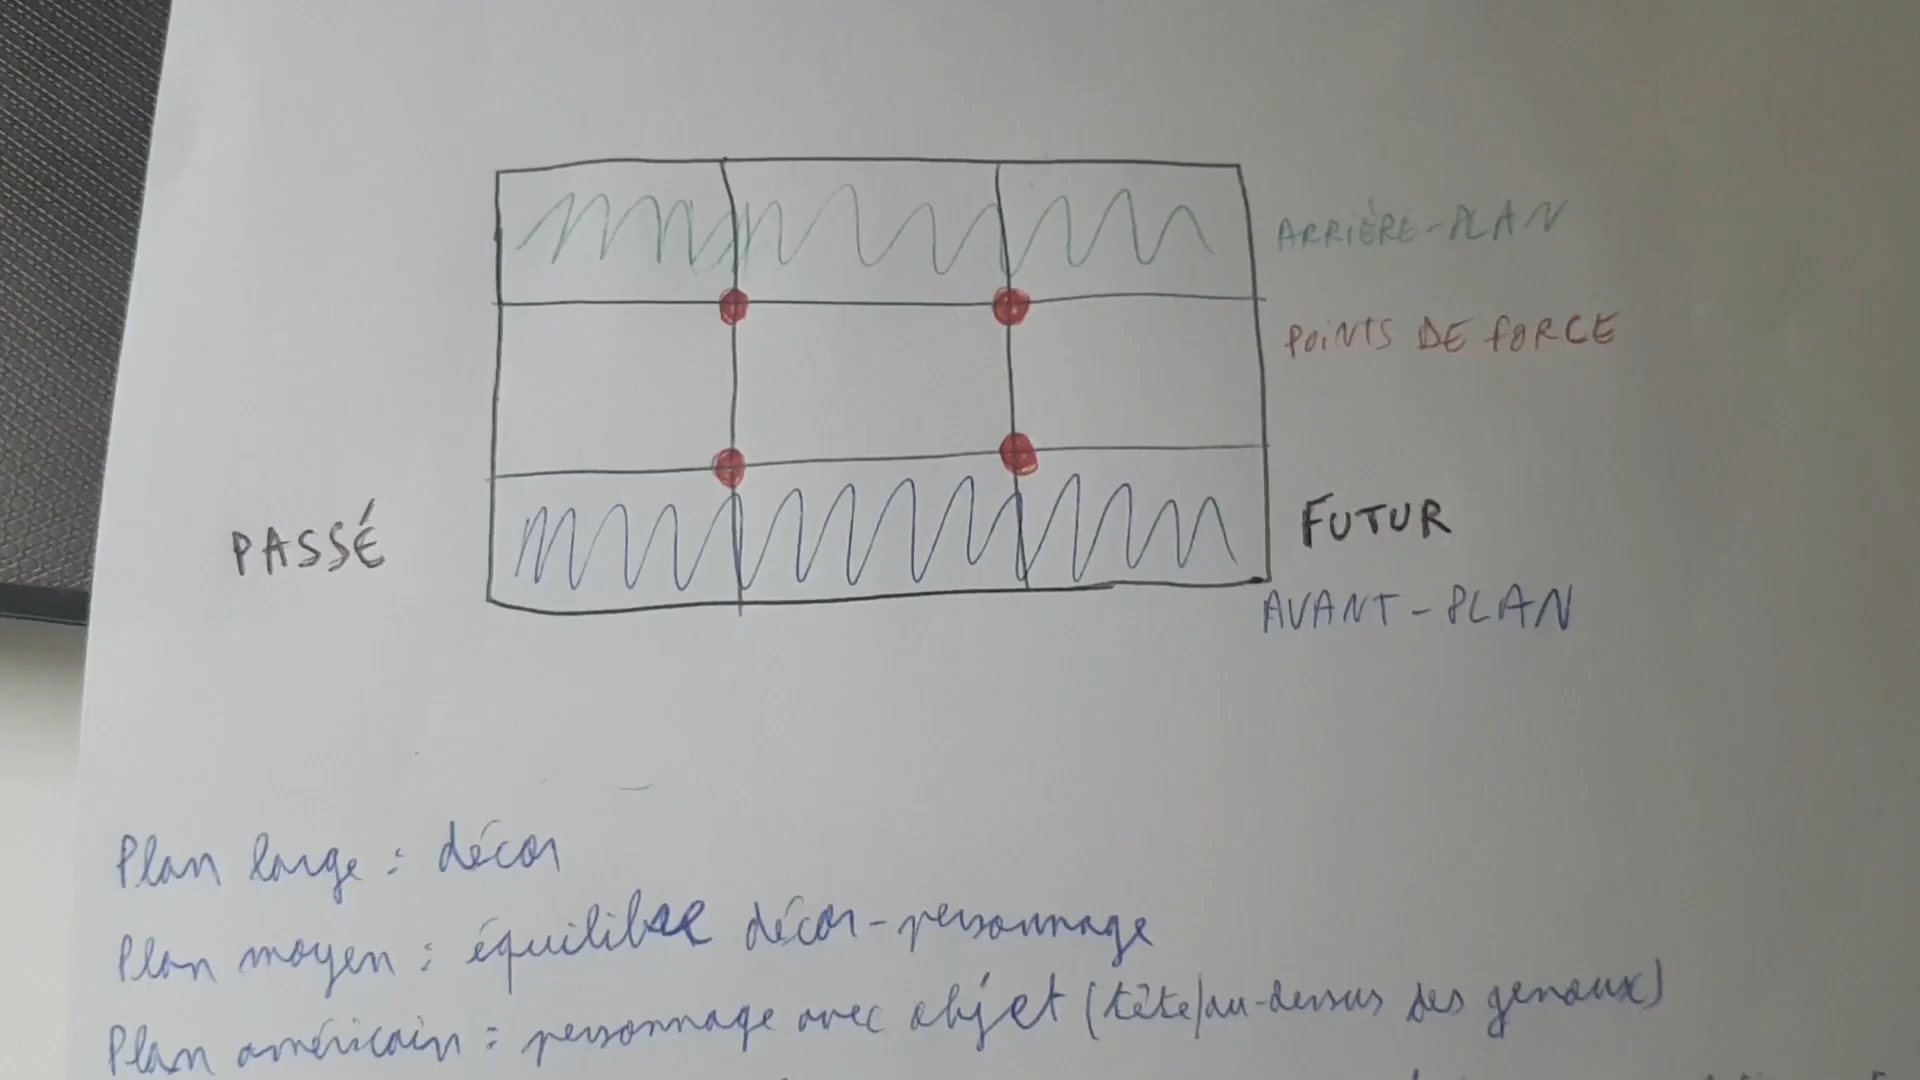 ARRIÈRE-PLAN
POINTS DE FORCE
PASSÉ
FUTUR
AVANT-PLAN
Plan large : décor
Plan moyen : équilibre décor-personnage
Plan américain : personnage avec objet (tête/au-dessus des genoux)